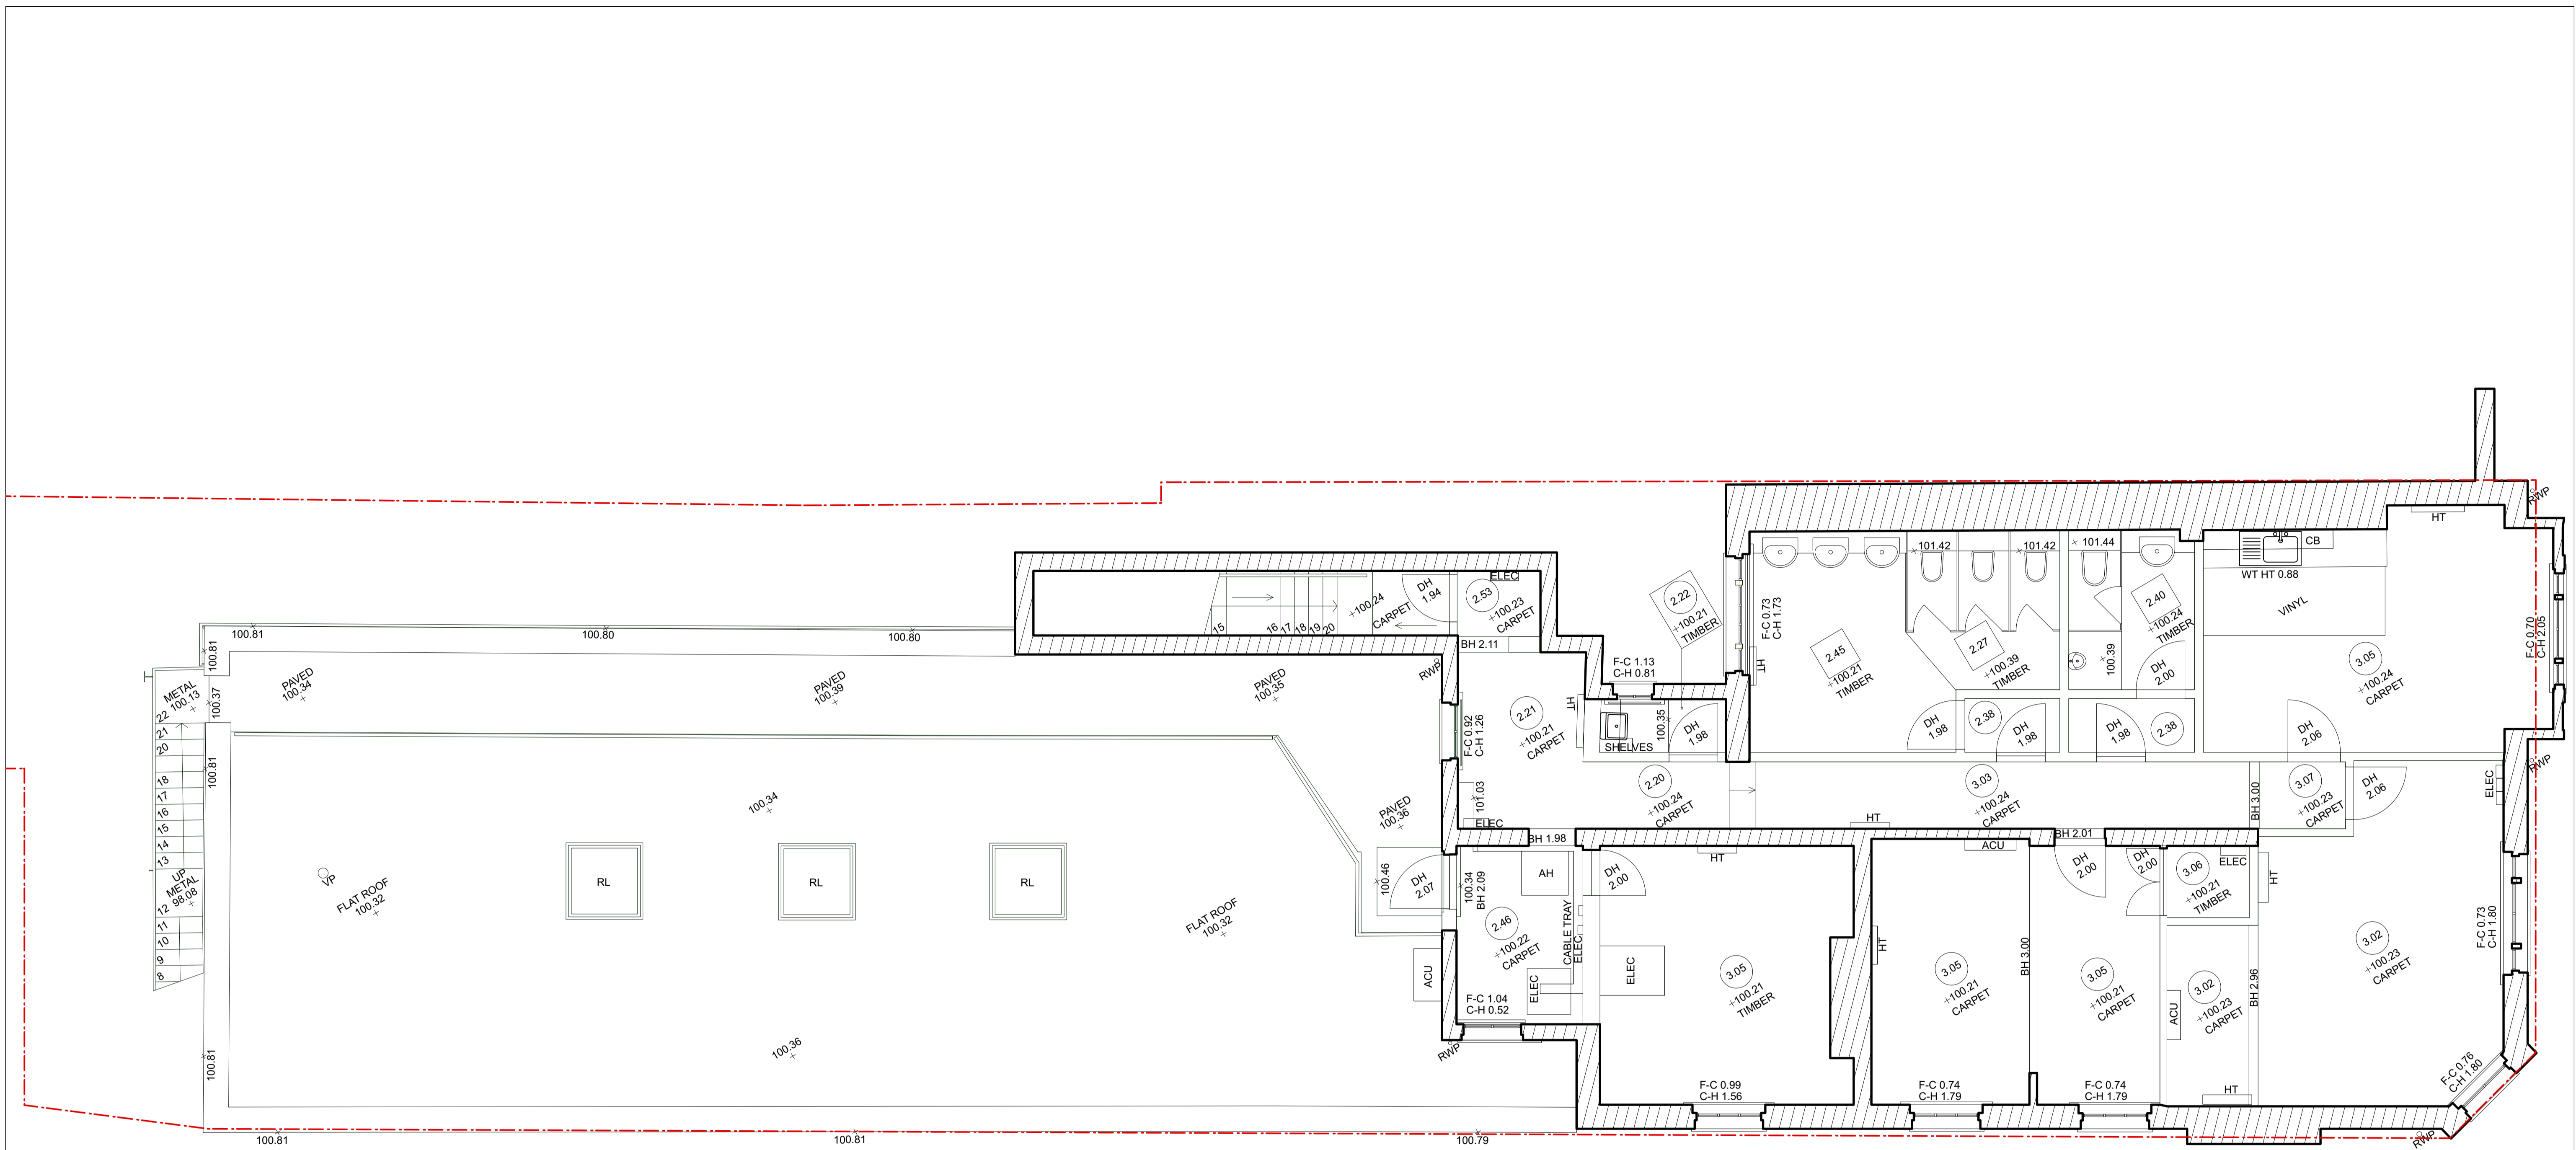 HT
RWP
101.42
101.42
101.44
CB
WT HT 0.88
VINYL
F-C 0.73
C-H 1.73
HT
2.45
+100.21
TIMBER
2.27
+100.39
TIMBER
100.39
2.40
+100.24
TIMBER
DH
2.00
F-C 0.70
C-H 2.05
3.05
+100.24
CARPET
DH
2.06
2.22
+100.21
TIMBER
ELEC
DH
1.94
2.53
+100.23
CARPET
+100.24
CARPET
15
16
17
18
19
20
BH 2.11
RWP
F-C 1.13
C-H 0.81
100.81
100.80
100.80
100.81
METAL
100.13
100.37
PAVED
100.34
PAVED
100.39
PAVED
100.35
22
21
20
18
17
16
15
14
13
UP
METAL
98.08
12
11
10
9
8
100.81
F-C 0.92
C-H 1.26
2.21
+100.21
CARPET
HT
100.35
SHELVES
DH
1.98
DH
1.98
2.38
DH
1.98
DH
1.98
2.38
RWP
101.03
ELEC
2.20
+100.24
CARPET
3.03
+100.24
CARPET
HT
BH 3.00
3.07
+100.23
CARPET
DH
2.06
ELEC
100.34
PAVED
100.36
VP
FLAT ROOF
100.32
RL
RL
RL
FLAT ROOF
100.32
100.46
DH
2.07
100.34
BH 2.09
BH 1.98
AH
DH
2.00
HT
2.46
+100.22
CARPET
CABLE TRAY
ELEC
ELEC
ELEC
ACU
F-C 1.04
C-H 0.52
RWP
3.05
+100.21
TIMBER
F-C 0.99
C-H 1.56
ACU
HT
3.05
+100.21
CARPET
BH 3.00
F-C 0.74
C-H 1.79
BH 2.01
DH
2.00
DH
2.00
3.05
+100.21
CARPET
F-C 0.74
C-H 1.79
3.06
+100.21
TIMBER
ELEC
HT
3.02
+100.23
CARPET
ACU
BH 2.96
HT
3.02
+100.23
CARPET
F-C 0.73
C-H 1.80
F-C 0.76
C-H 1.80
RWP
100.36
100.81
100.81
100.81
100.79